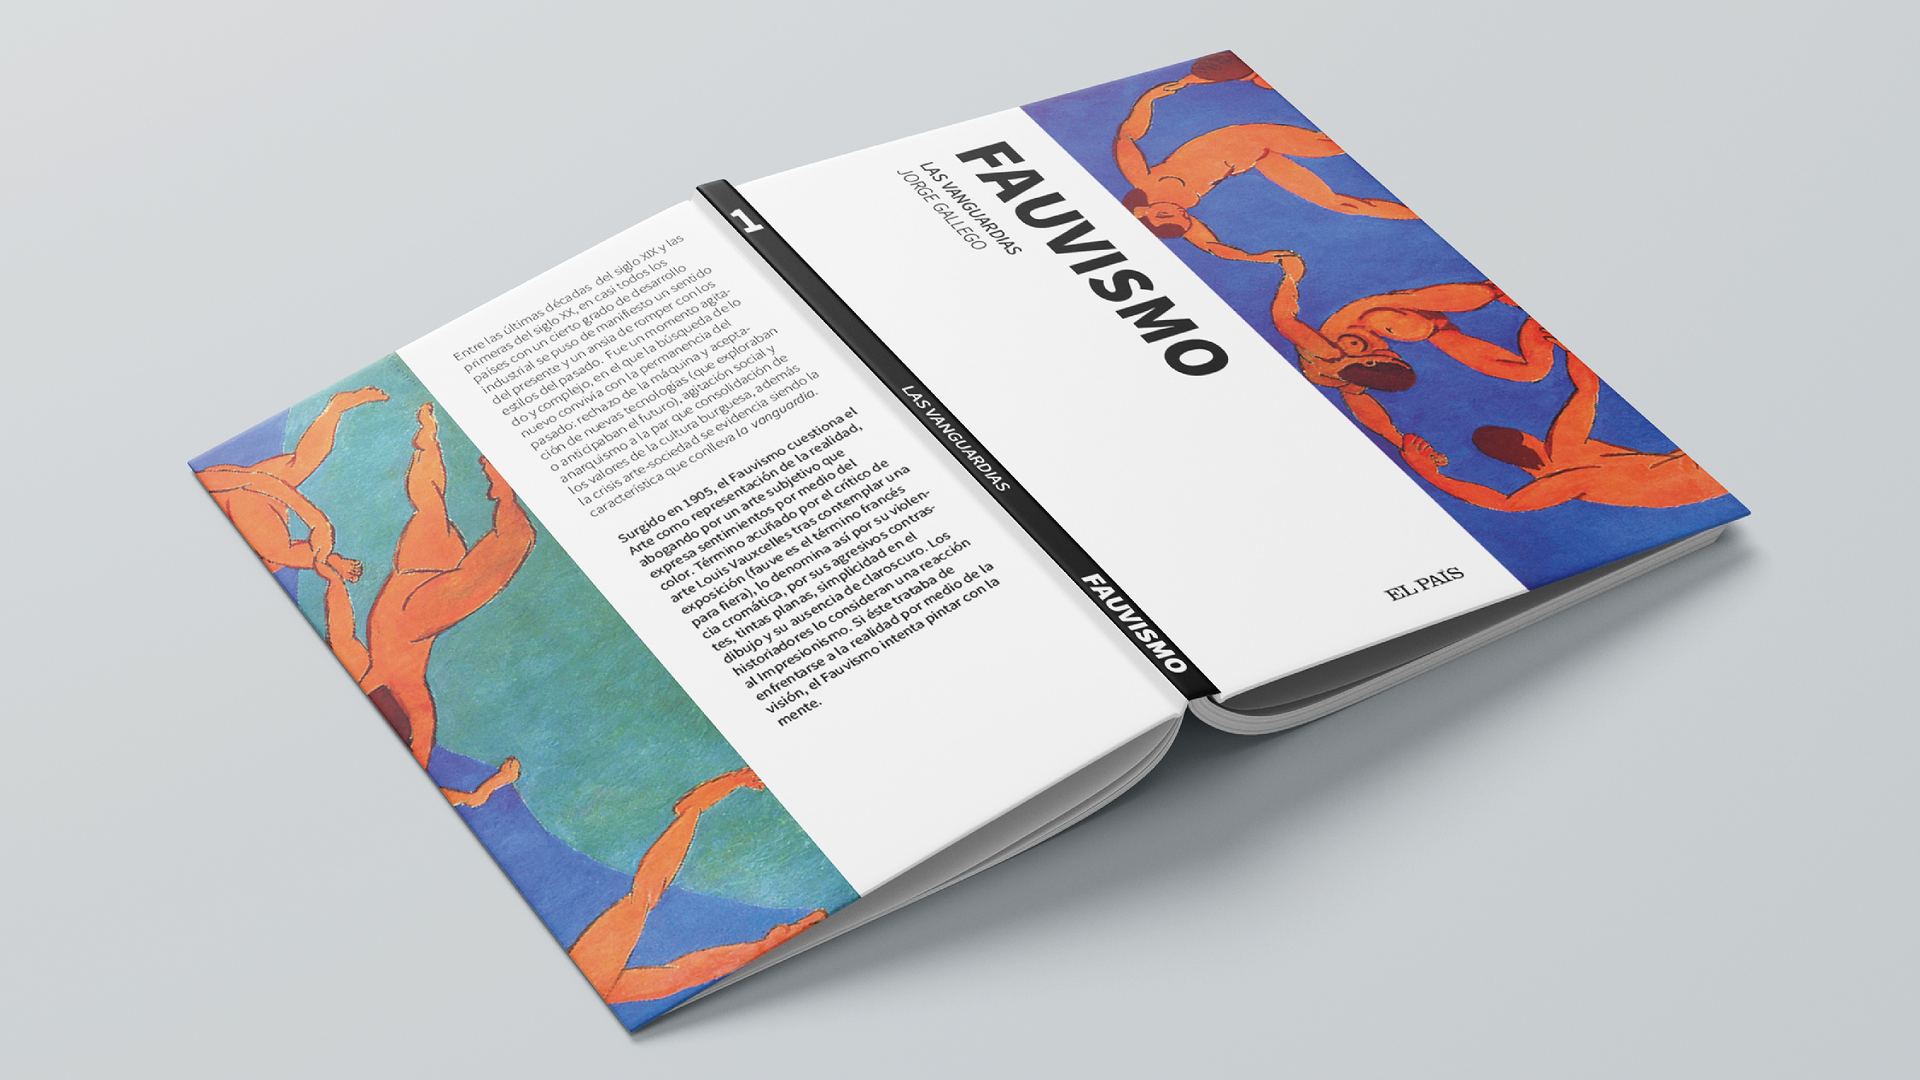 FAUVISMO
LAS VANGUARDIAS
JORGE GALLEGO
EL PAÍS
1
LAS VANGUARDIAS
FAUVISMO
Entre las últimas décadas del siglo XIX y las
primeras del siglo XX, en casi todos los
países con un cierto grado de desarrollo
industrial se puso de manifiesto un sentido
del presente y un ansia de romper con los
estilos del pasado. Fue un momento agita-
do y complejo, en el que la búsqueda de lo
nuevo convivía con la permanencia del
pasado: rechazo de la máquina y acepta-
ción de nuevas tecnologías (que exploraban
o anticipaban el futuro), agitación social y
anarquismo a la par que consolidación de
los valores de la cultura burguesa, además
la crisis arte-sociedad se evidencia siendo la
característica que conlleva la vanguardia.
Surgido en 1905, el Fauvismo cuestiona el
Arte como representación de la realidad,
abogando por un arte subjetivo que
expresa sentimientos por medio del
color. Término acuñado por el crítico de
arte Louis Vauxcelles tras contemplar una
exposición (fauve es el término francés
para fiera), lo denomina así por su violen-
cia cromática, por sus agresivos contras-
tes, tintas planas, simplicidad en el
dibujo y su ausencia de claroscuro. Los
historiadores lo consideran una reacción
al Impresionismo. Si éste trataba de
enfrentarse a la realidad por medio de la
visión, el Fauvismo intenta pintar con la
mente.